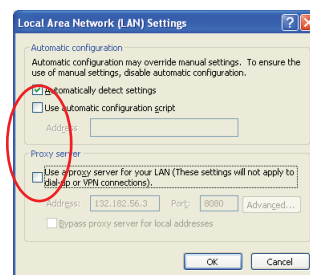 Local Area Network (LAN) Settings
Automatic configuration
Automatic configuration may override manual settings. To ensure the
use of manual settings, disable automatic configuration.
Automatically detect settings
Use automatic configuration script
Address
Proxy server
Use a proxy server for your LAN (These settings will not apply to
dial-up or VPN connections).
Address: 132.182.56.3 Port: 8080 Advanced...
Bypass proxy server for local addresses
OK Cancel